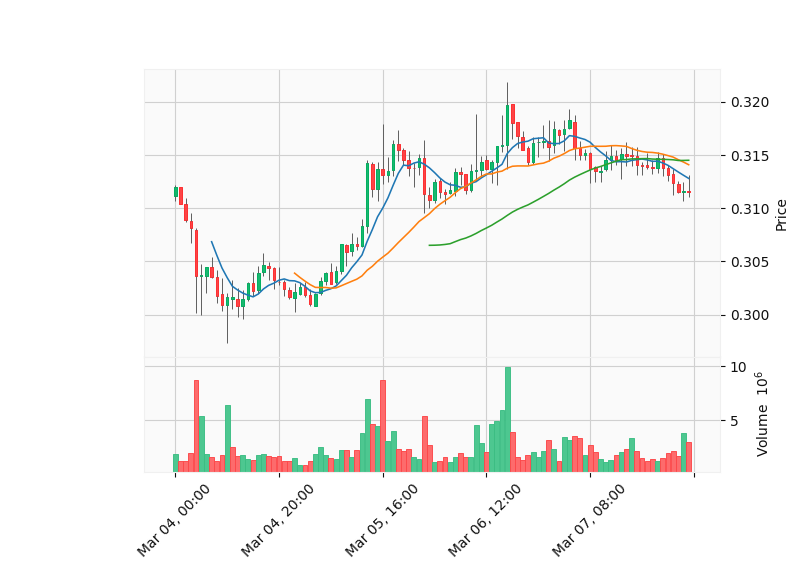 0.320
0.315
0.310
0.305
0.300
Price
10
5
Volume 10^6
Mar 04, 00:00
Mar 04, 20:00
Mar 05, 16:00
Mar 06, 12:00
Mar 07, 08:00